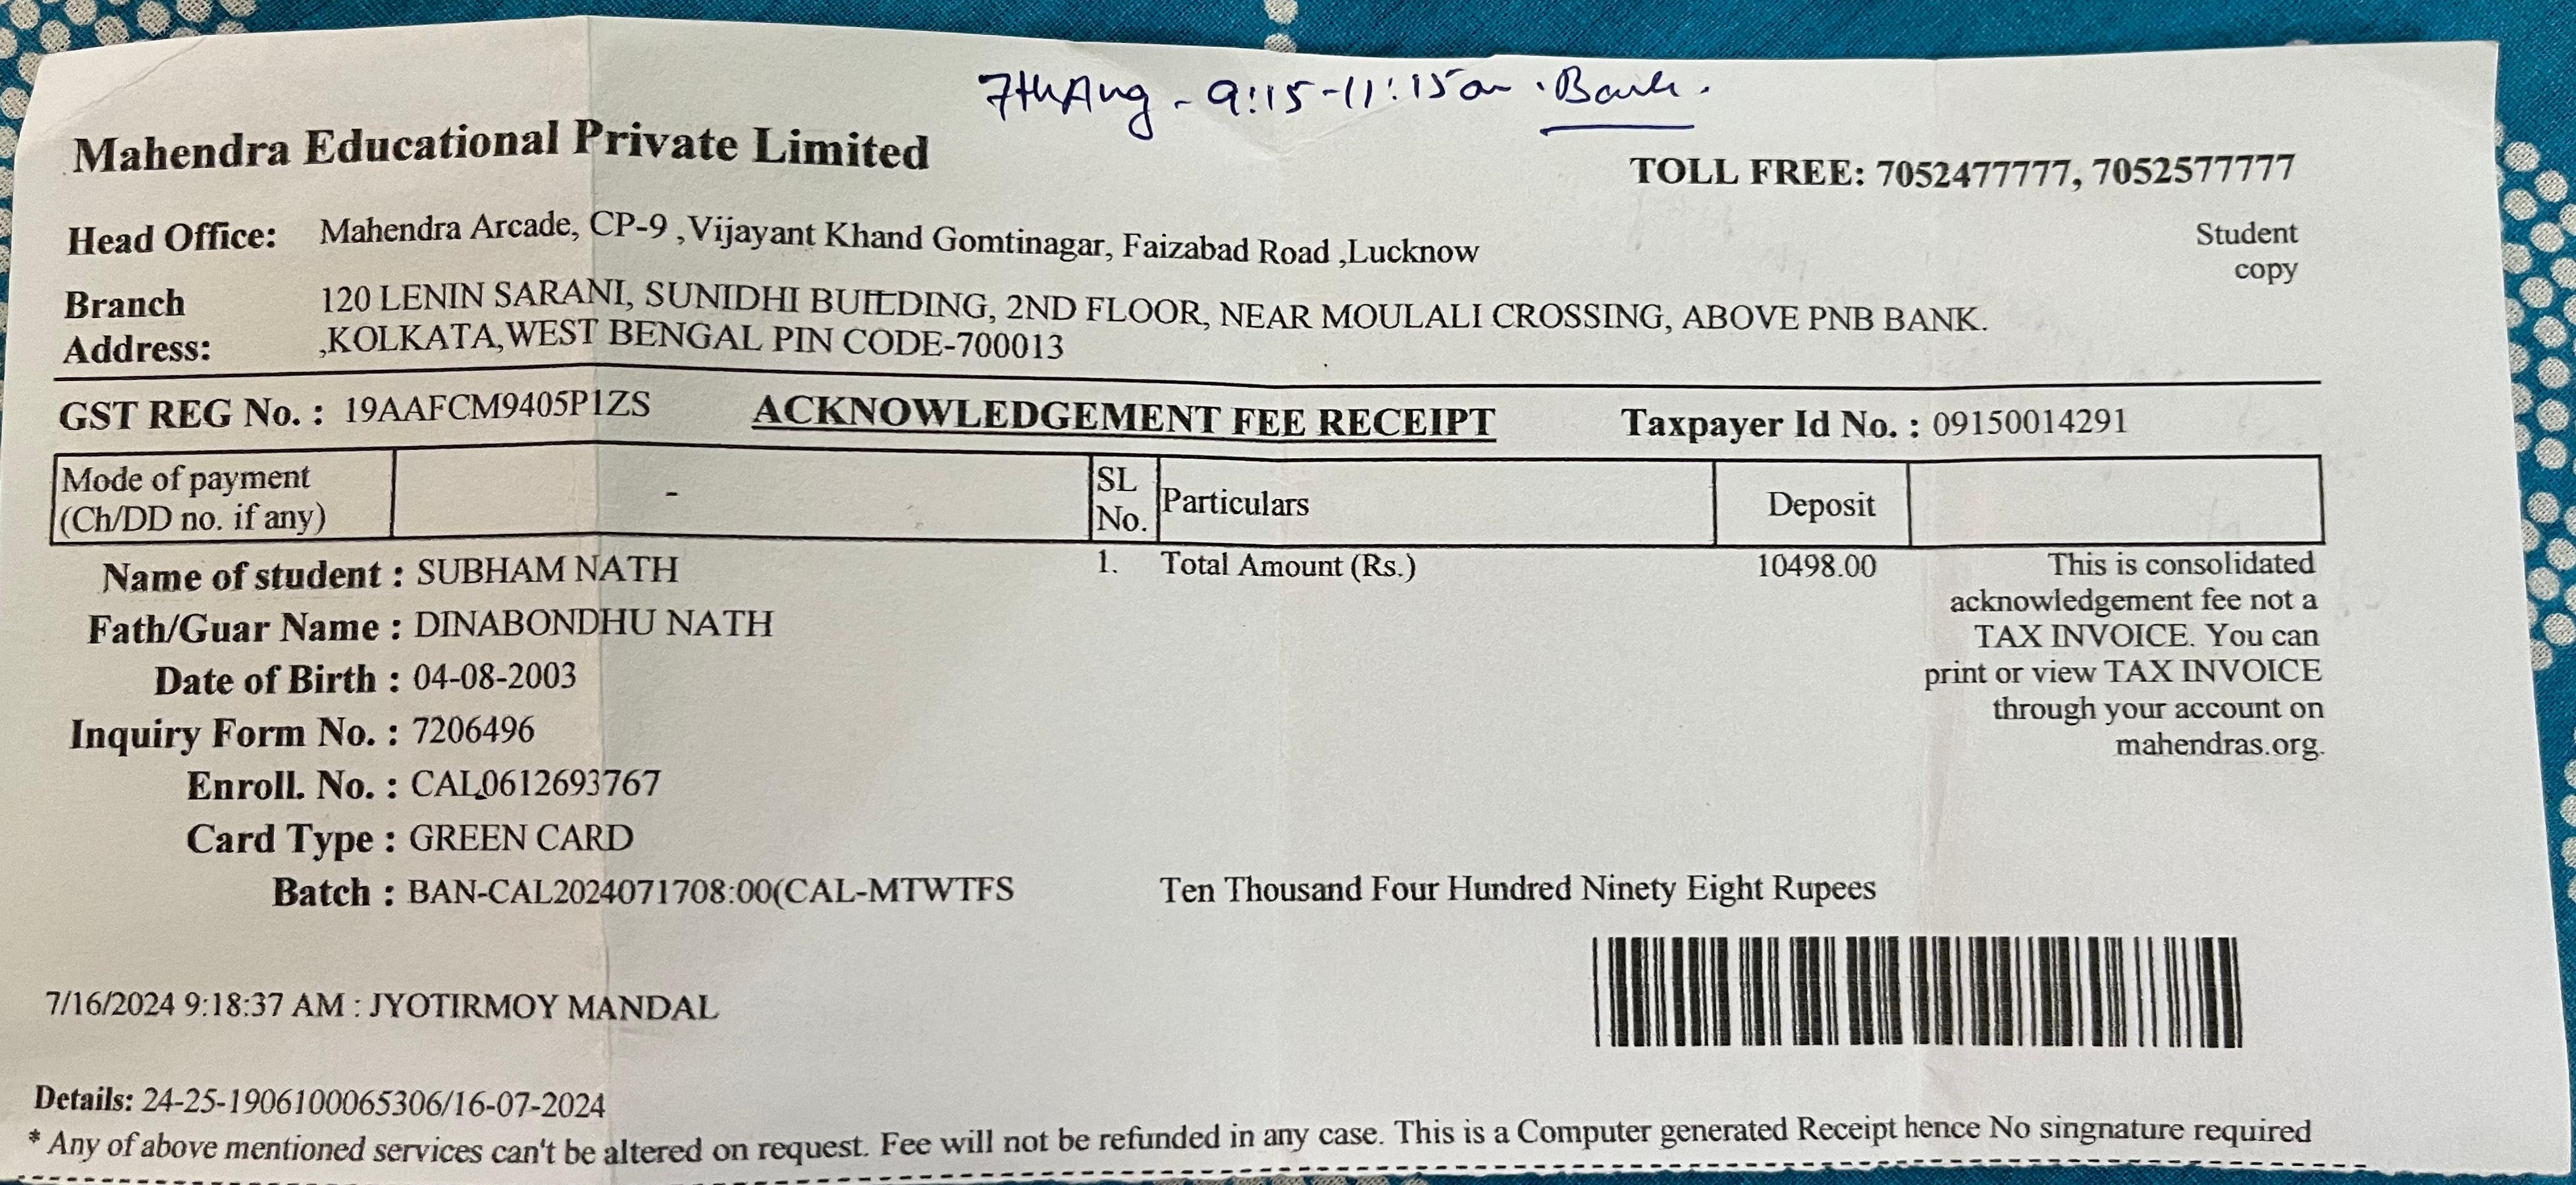 7th Aug - 9:15-11:15am . Bank.
Mahendra Educational Private Limited
TOLL FREE: 7052477777, 7052577777
Head Office: Mahendra Arcade, CP-9 ,Vijayant Khand Gomtinagar, Faizabad Road ,Lucknow
Student
copy
Branch
Address:
120 LENIN SARANI, SUNIDHI BUILDING, 2ND FLOOR, NEAR MOULALI CROSSING, ABOVE PNB BANK.
,KOLKATA,WEST BENGAL PIN CODE-700013
GST REG No. : 19AAFCM9405P1ZS
ACKNOWLEDGEMENT FEE RECEIPT
Taxpayer Id No. : 09150014291
Mode of payment
(Ch/DD no. if any)
-
SL
No.
Particulars
Deposit
Name of student : SUBHAM NATH
Fath/Guar Name : DINABONDHU NATH
Date of Birth : 04-08-2003
Inquiry Form No. : 7206496
Enroll. No. : CAL0612693767
Card Type : GREEN CARD
Batch : BAN-CAL2024071708:00(CAL-MTWTFS
1. Total Amount (Rs.) 10498.00
This is consolidated
acknowledgement fee not a
TAX INVOICE. You can
print or view TAX INVOICE
through your account on
mahendras.org.
Ten Thousand Four Hundred Ninety Eight Rupees
7/16/2024 9:18:37 AM : JYOTIRMOY MANDAL
Details: 24-25-1906100065306/16-07-2024
* Any of above mentioned services can't be altered on request. Fee will not be refunded in any case. This is a Computer generated Receipt hence No singnature required